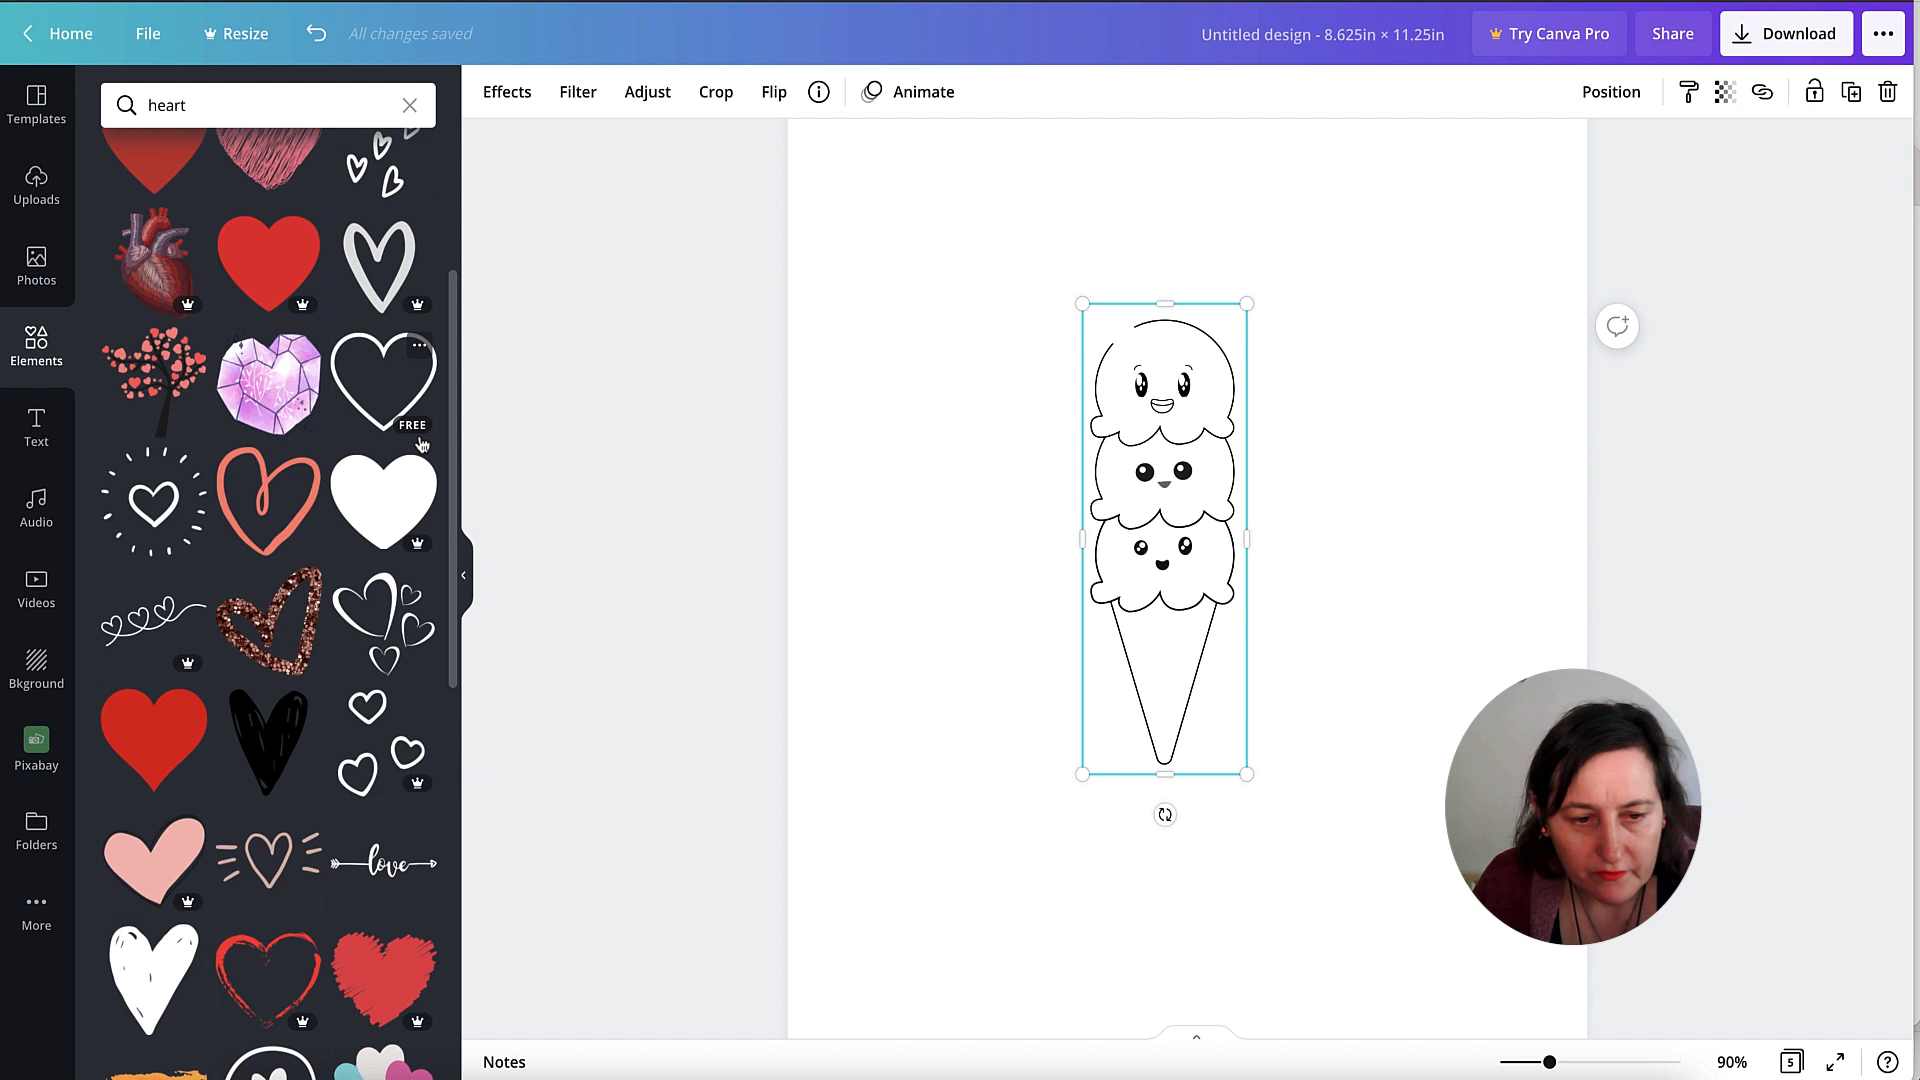 Home
File
Resize
All changes saved
Untitled design - 8.625in × 11.25in
Try Canva Pro
Share
Download
Templates
Uploads
Photos
Elements
Text
Audio
Videos
Bkground
Pixabay
Folders
More
heart
FREE
love
Effects
Filter
Adjust
Crop
Flip
Animate
Position
Notes
90%
5